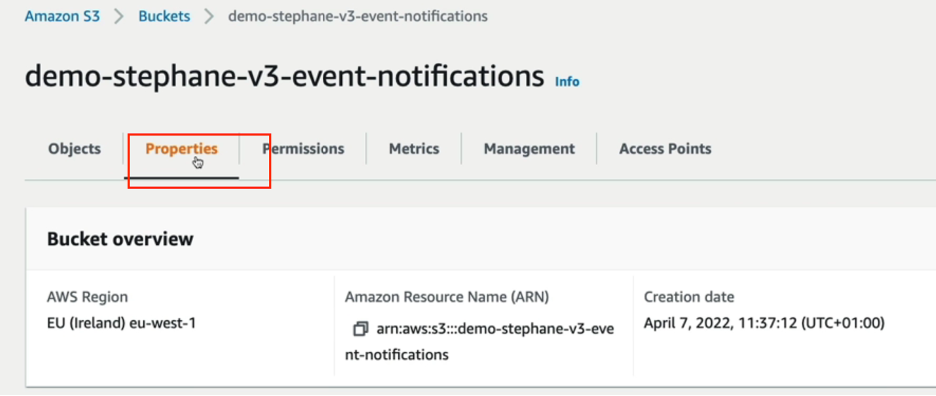 Amazon S3 > Buckets > demo-stephane-v3-event-notifications
demo-stephane-v3-event-notifications Info
Objects Properties Permissions Metrics Management Access Points
Bucket overview
AWS Region Amazon Resource Name (ARN) Creation date
EU (Ireland) eu-west-1 arn:aws:s3:::demo-stephane-v3-eve April 7, 2022, 11:37:12 (UTC+01:00)
nt-notifications